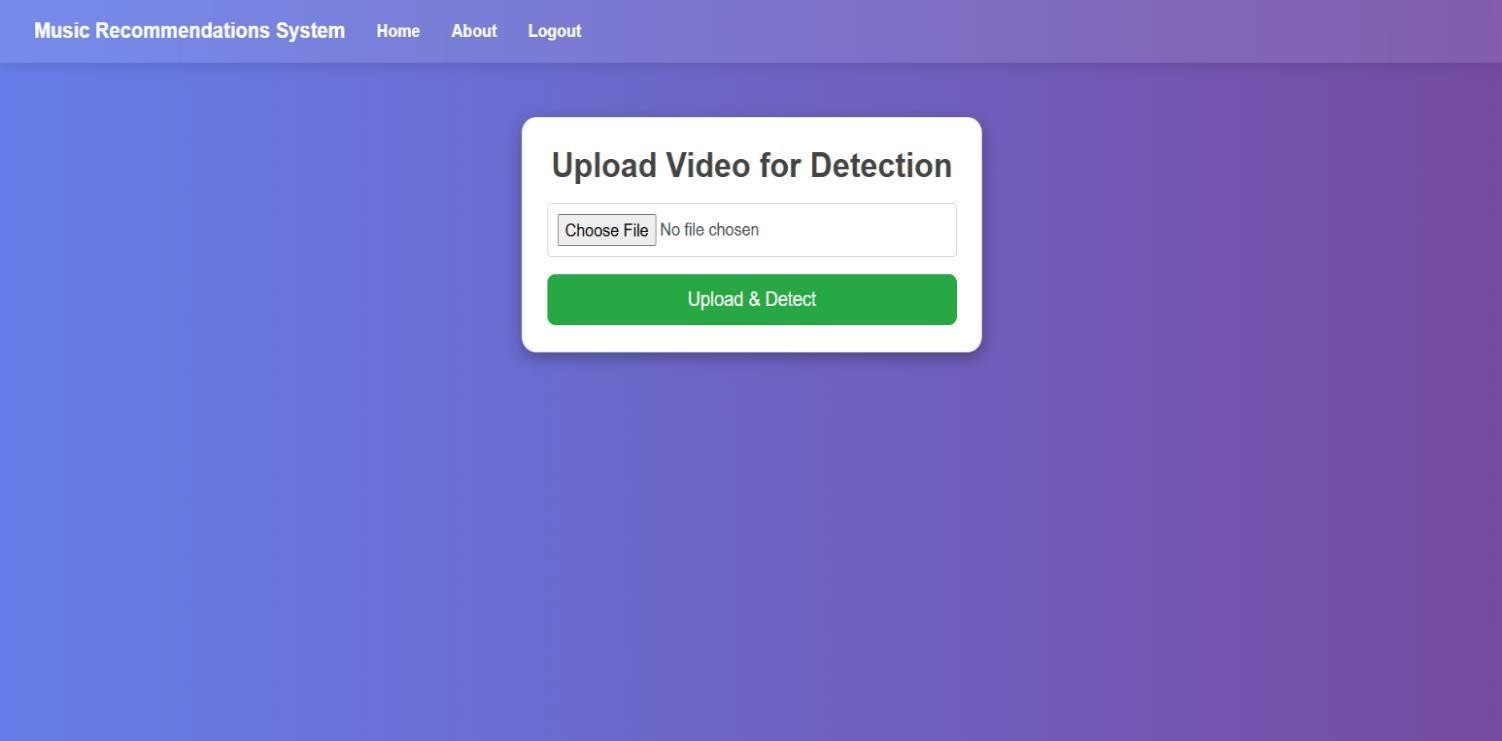 Music Recommendations System Home About Logout
Upload Video for Detection
Choose File No file chosen
Upload & Detect